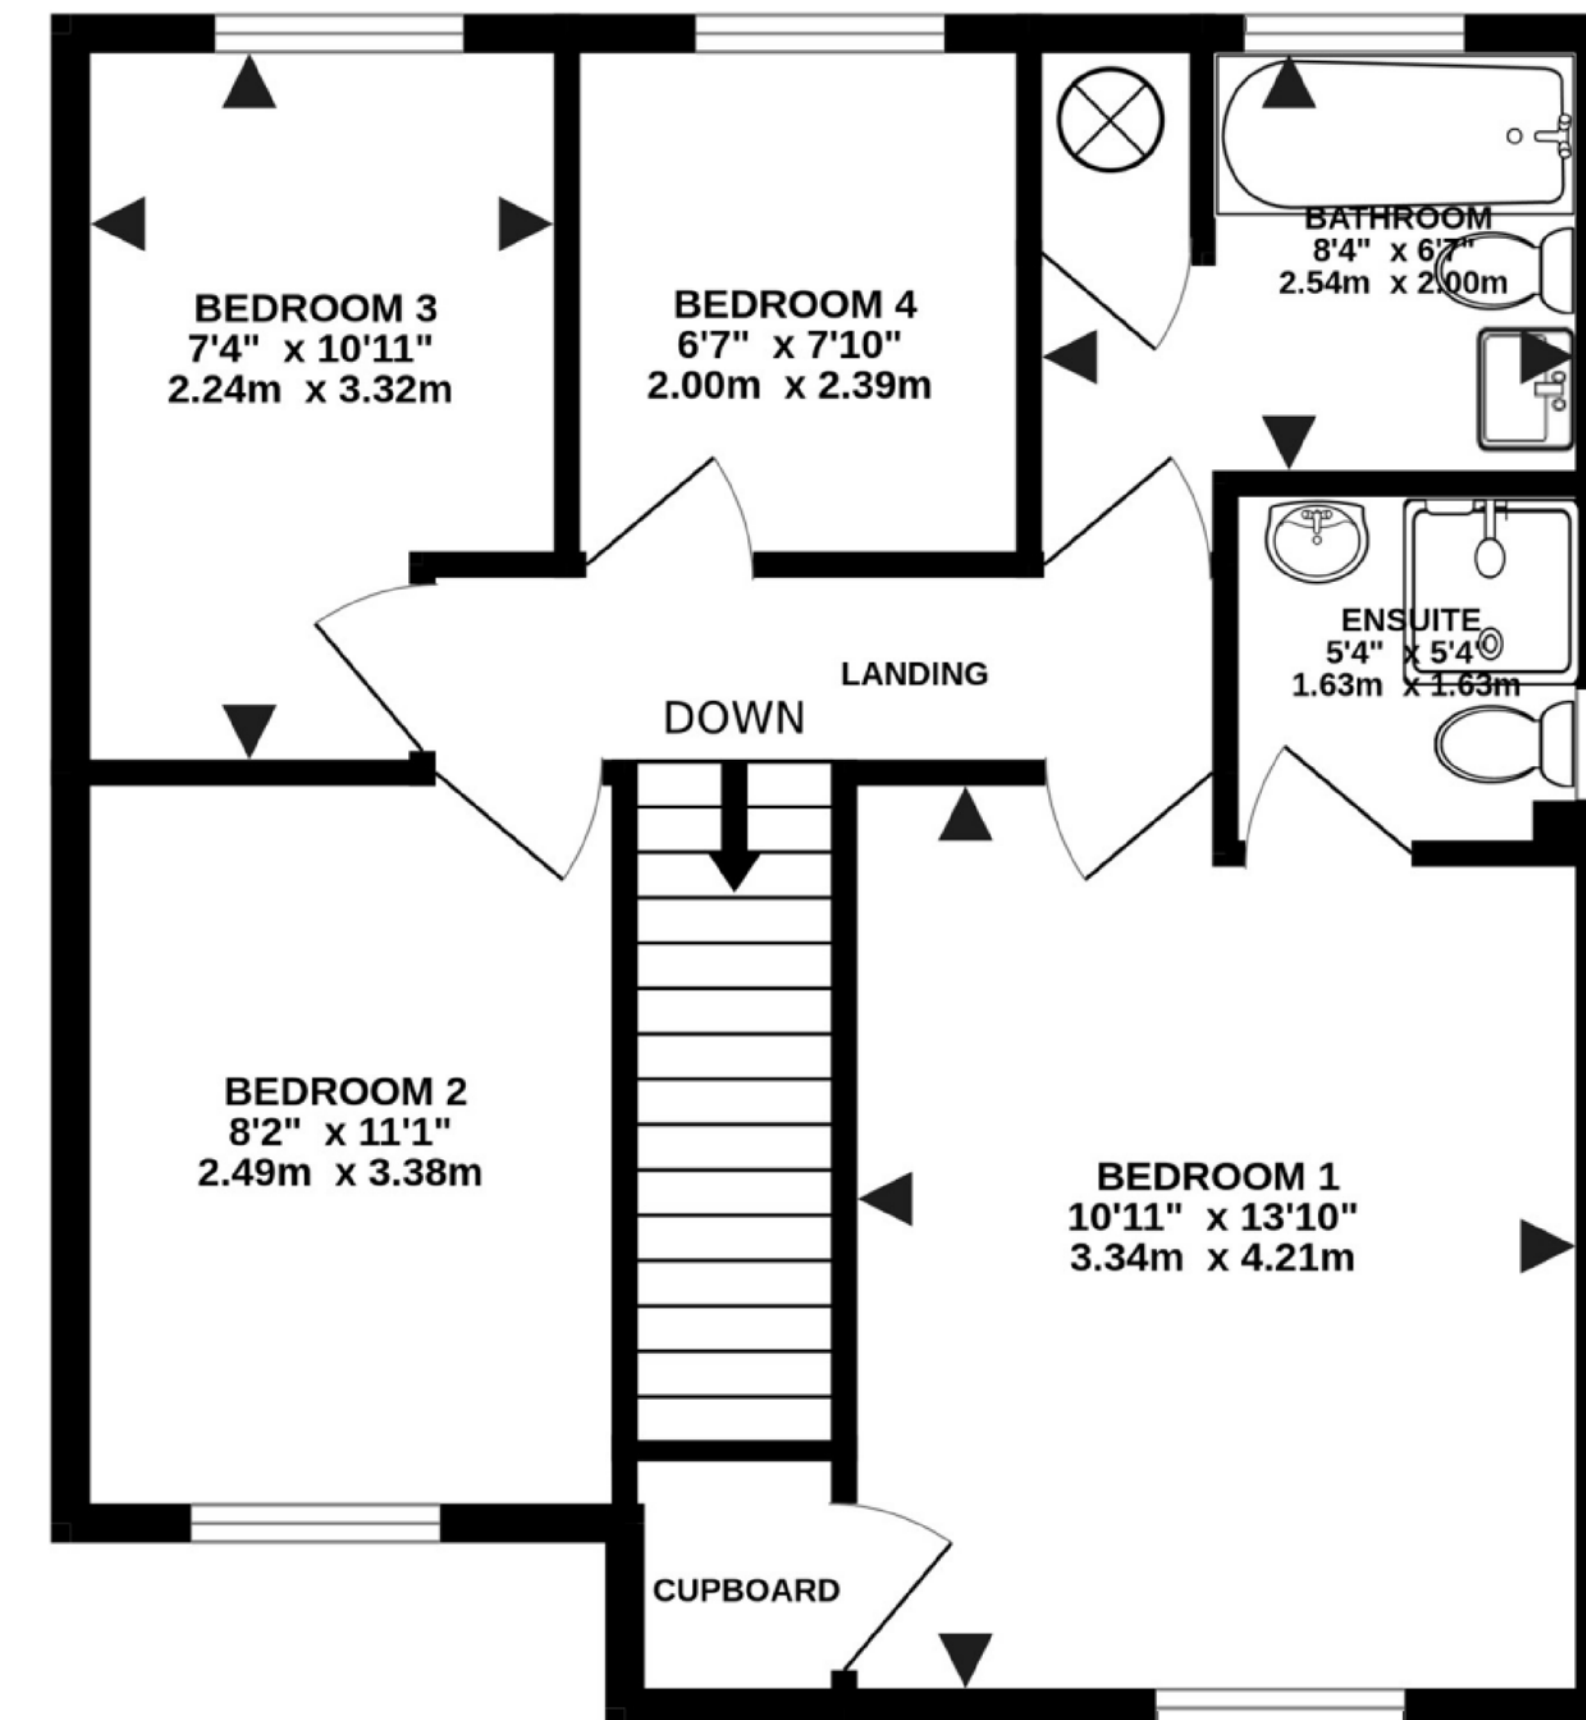 BEDROOM 3
7'4" x 10'11"
2.24m x 3.32m
BEDROOM 4
6'7" x 7'10"
2.00m x 2.39m
BATHROOM
8'4" x 6'7"
2.54m x 2.00m
ENSUITE
5'4" x 5'4"
1.63m x 1.63m
LANDING
DOWN
BEDROOM 2
8'2" x 11'1"
2.49m x 3.38m
BEDROOM 1
10'11" x 13'10"
3.34m x 4.21m
CUPBOARD